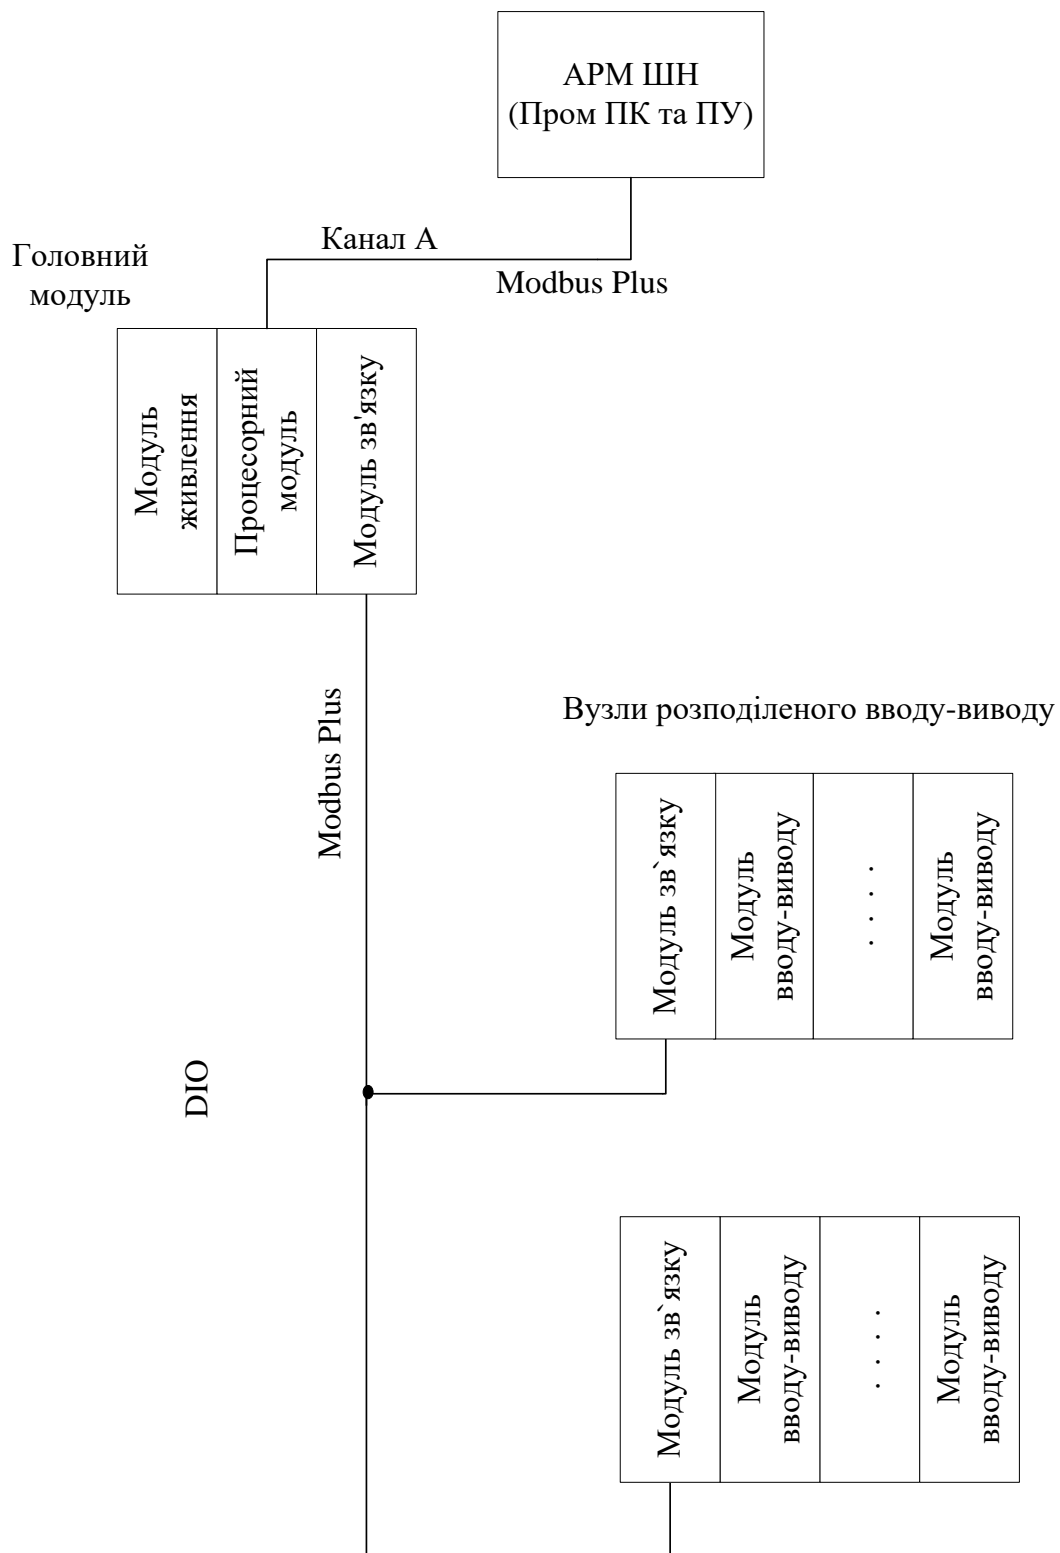 АРМ ШН
(Пром ПК та ПУ)
Канал А
Modbus Plus
Головний
модуль
Модуль
живлення
Процесорний
модуль
Модуль зв'язку
Modbus Plus
Вузли розподіленого вводу-виводу
Модуль зв`язку
Модуль
вводу-виводу
. . . .
Модуль
вводу-виводу
DIO
Модуль зв`язку
Модуль
вводу-виводу
. . . .
Модуль
вводу-виводу